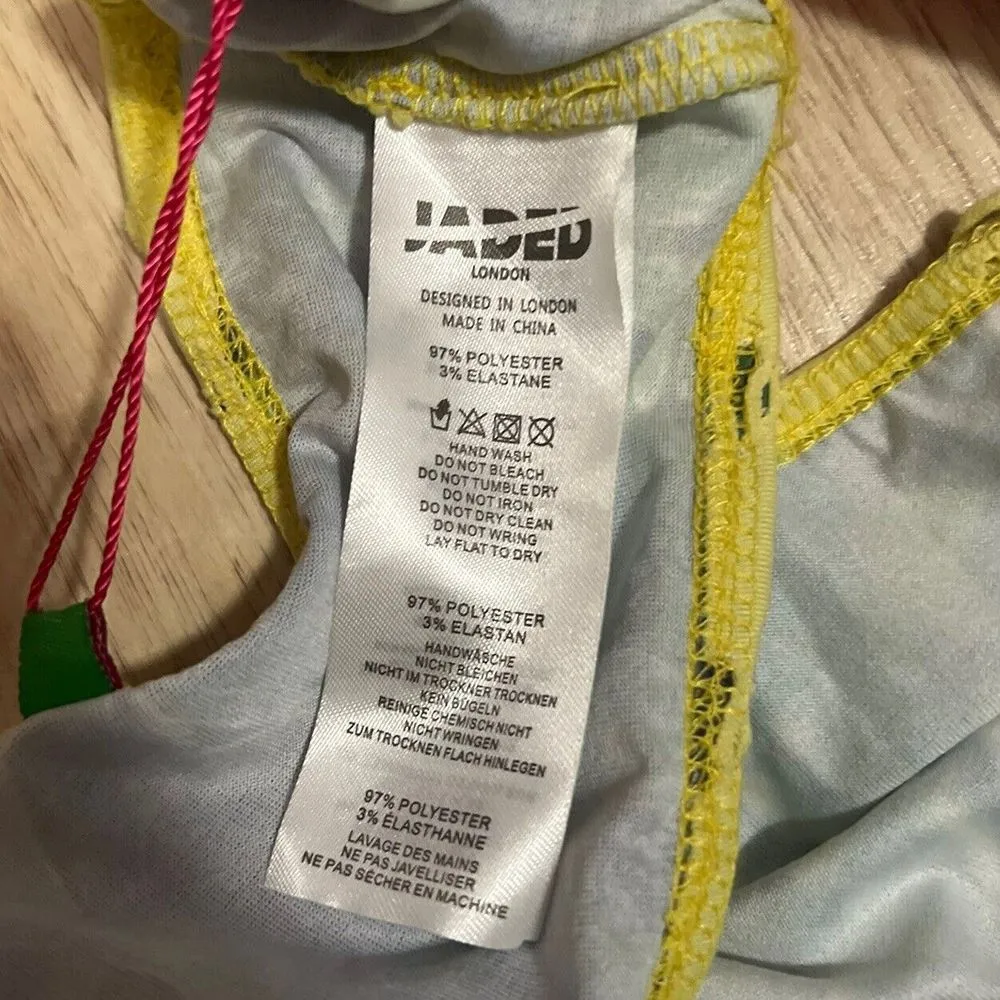 JADED
LONDON
DESIGNED IN LONDON
MADE IN CHINA
97% POLYESTER
3% ELASTANE
HAND WASH
DO NOT BLEACH
DO NOT TUMBLE DRY
DO NOT IRON
DO NOT DRY CLEAN
DO NOT WRING
LAY FLAT TO DRY
97% POLYESTER
3% ELASTAN
HANDWÄSCHE
NICHT BLEICHEN
NICHT IM TROCKNER TROCKNEN
KEIN BÜGELN
REINIGE CHEMISCH NICHT
NICHT WRINGEN
ZUM TROCKNEN FLACH HINLEGEN
97% POLYESTER
3% ÉLASTHANNE
LAVAGE DES MAINS
NE PAS JAVELLISER
NE PAS SÉCHER EN MACHINE